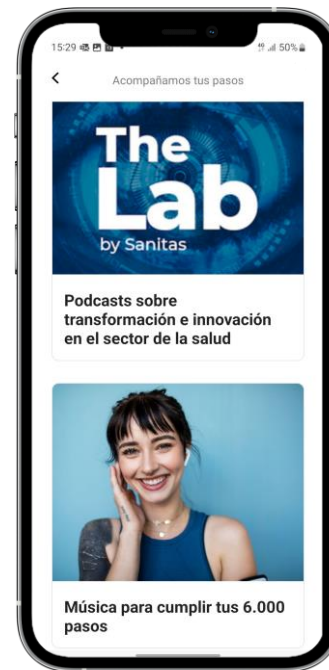 15:29
50%
Acompañamos tus pasos
The
Lab
by Sanitas
Podcasts sobre
transformación e innovación
en el sector de la salud
Música para cumplir tus 6.000
pasos